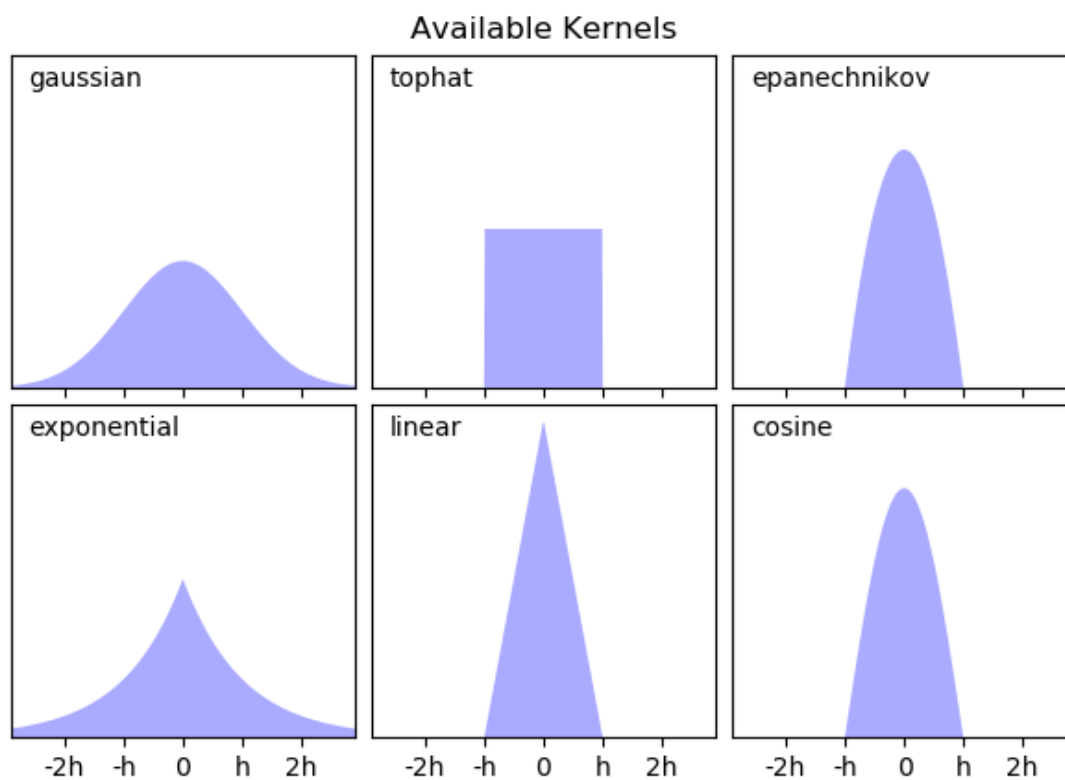 Available Kernels
gaussian
tophat
epanechnikov
exponential
linear
cosine
-2h -h 0 h 2h
-2h -h 0 h 2h
-2h -h 0 h 2h